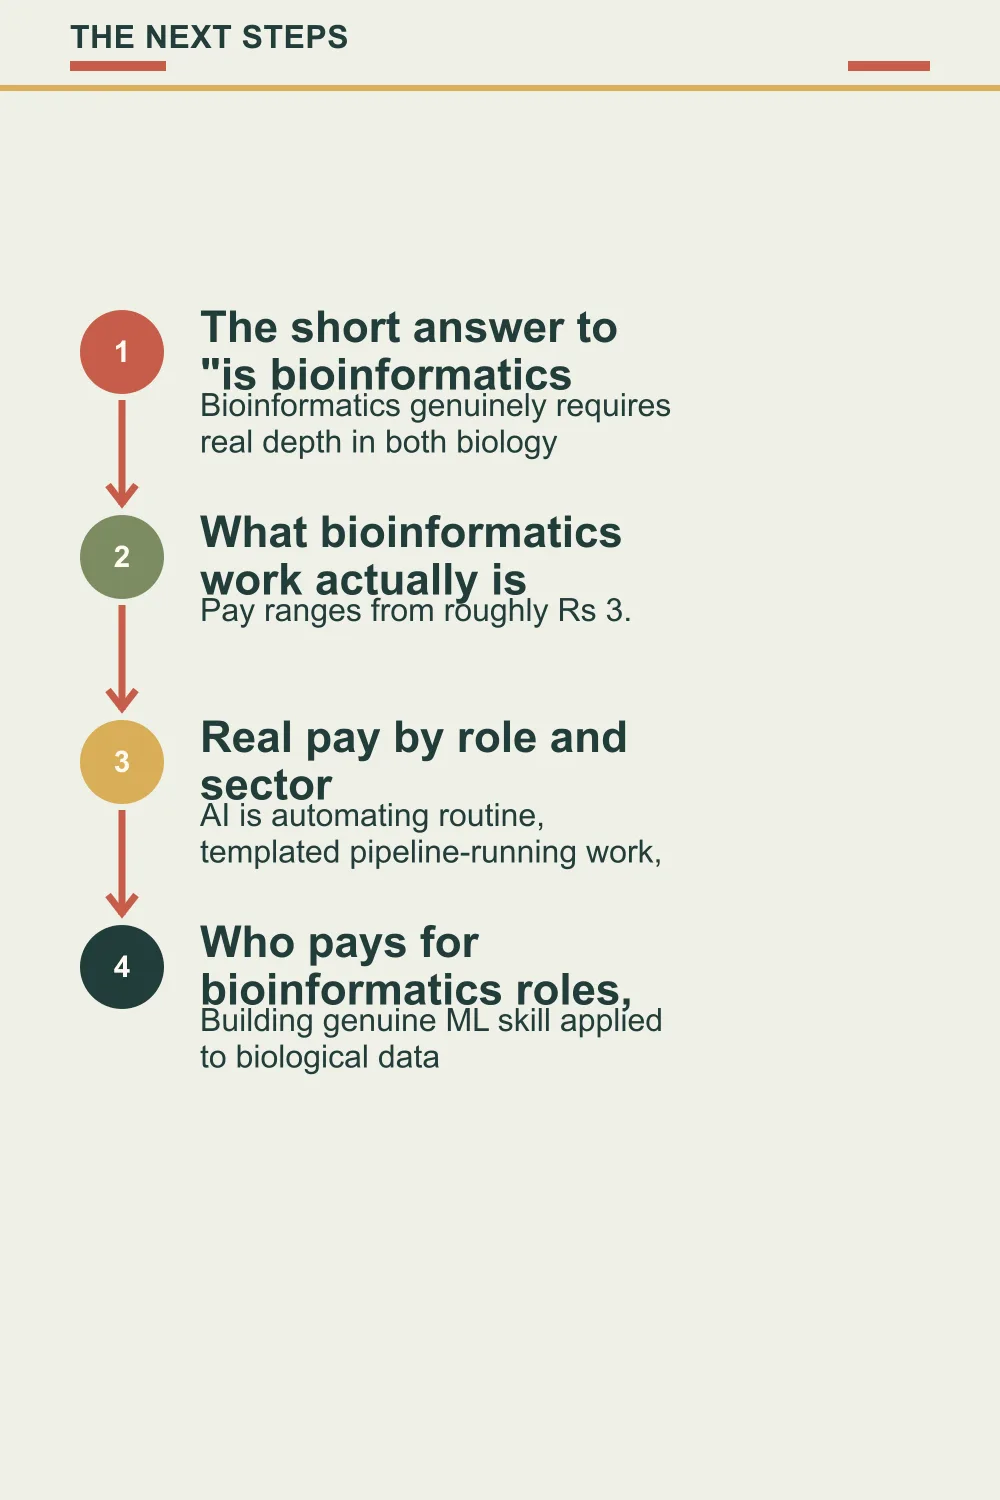 THE NEXT STEPS
1
The short answer to
"is bioinformatics
Bioinformatics genuinely requires
real depth in both biology
2
What bioinformatics
work actually is
Pay ranges from roughly Rs 3.
3
Real pay by role and
sector
AI is automating routine,
templated pipeline-running work,
4
Who pays for
bioinformatics roles,
Building genuine ML skill applied
to biological data